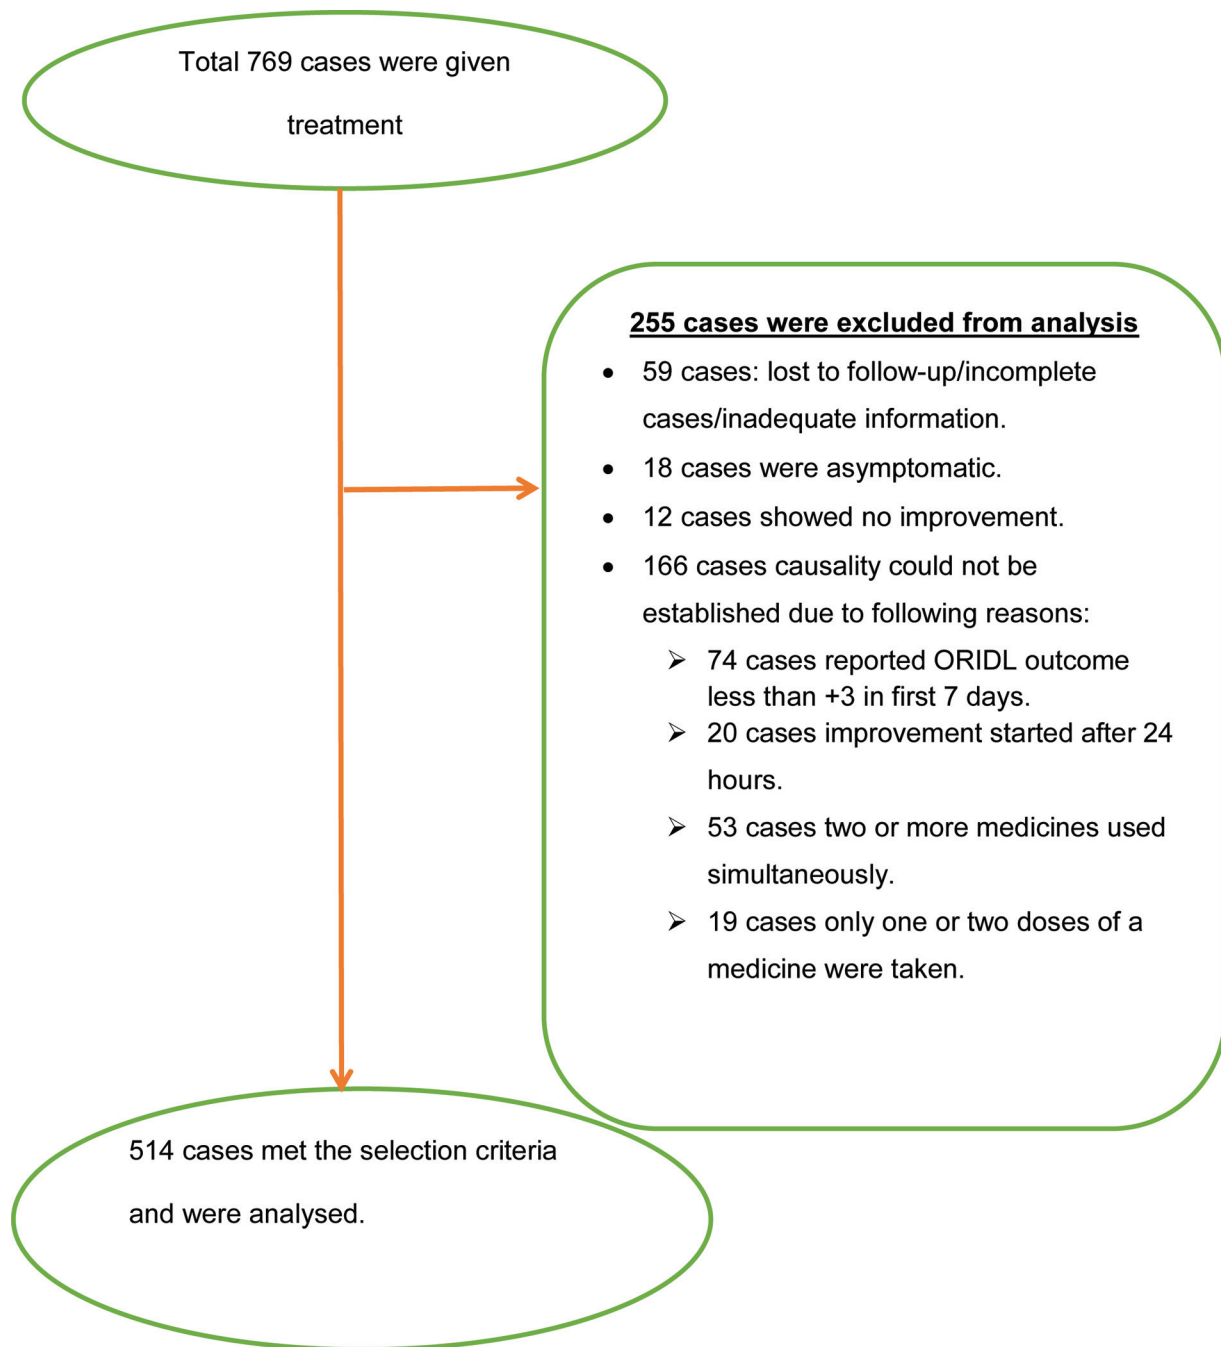 Total 769 cases were given
treatment
255 cases were excluded from analysis
• 59 cases: lost to follow-up/incomplete
cases/inadequate information.
• 18 cases were asymptomatic.
• 12 cases showed no improvement.
• 166 cases causality could not be
established due to following reasons:
➢ 74 cases reported ORIDL outcome
less than +3 in first 7 days.
➢ 20 cases improvement started after 24
hours.
➢ 53 cases two or more medicines used
simultaneously.
➢ 19 cases only one or two doses of a
medicine were taken.
514 cases met the selection criteria
and were analysed.